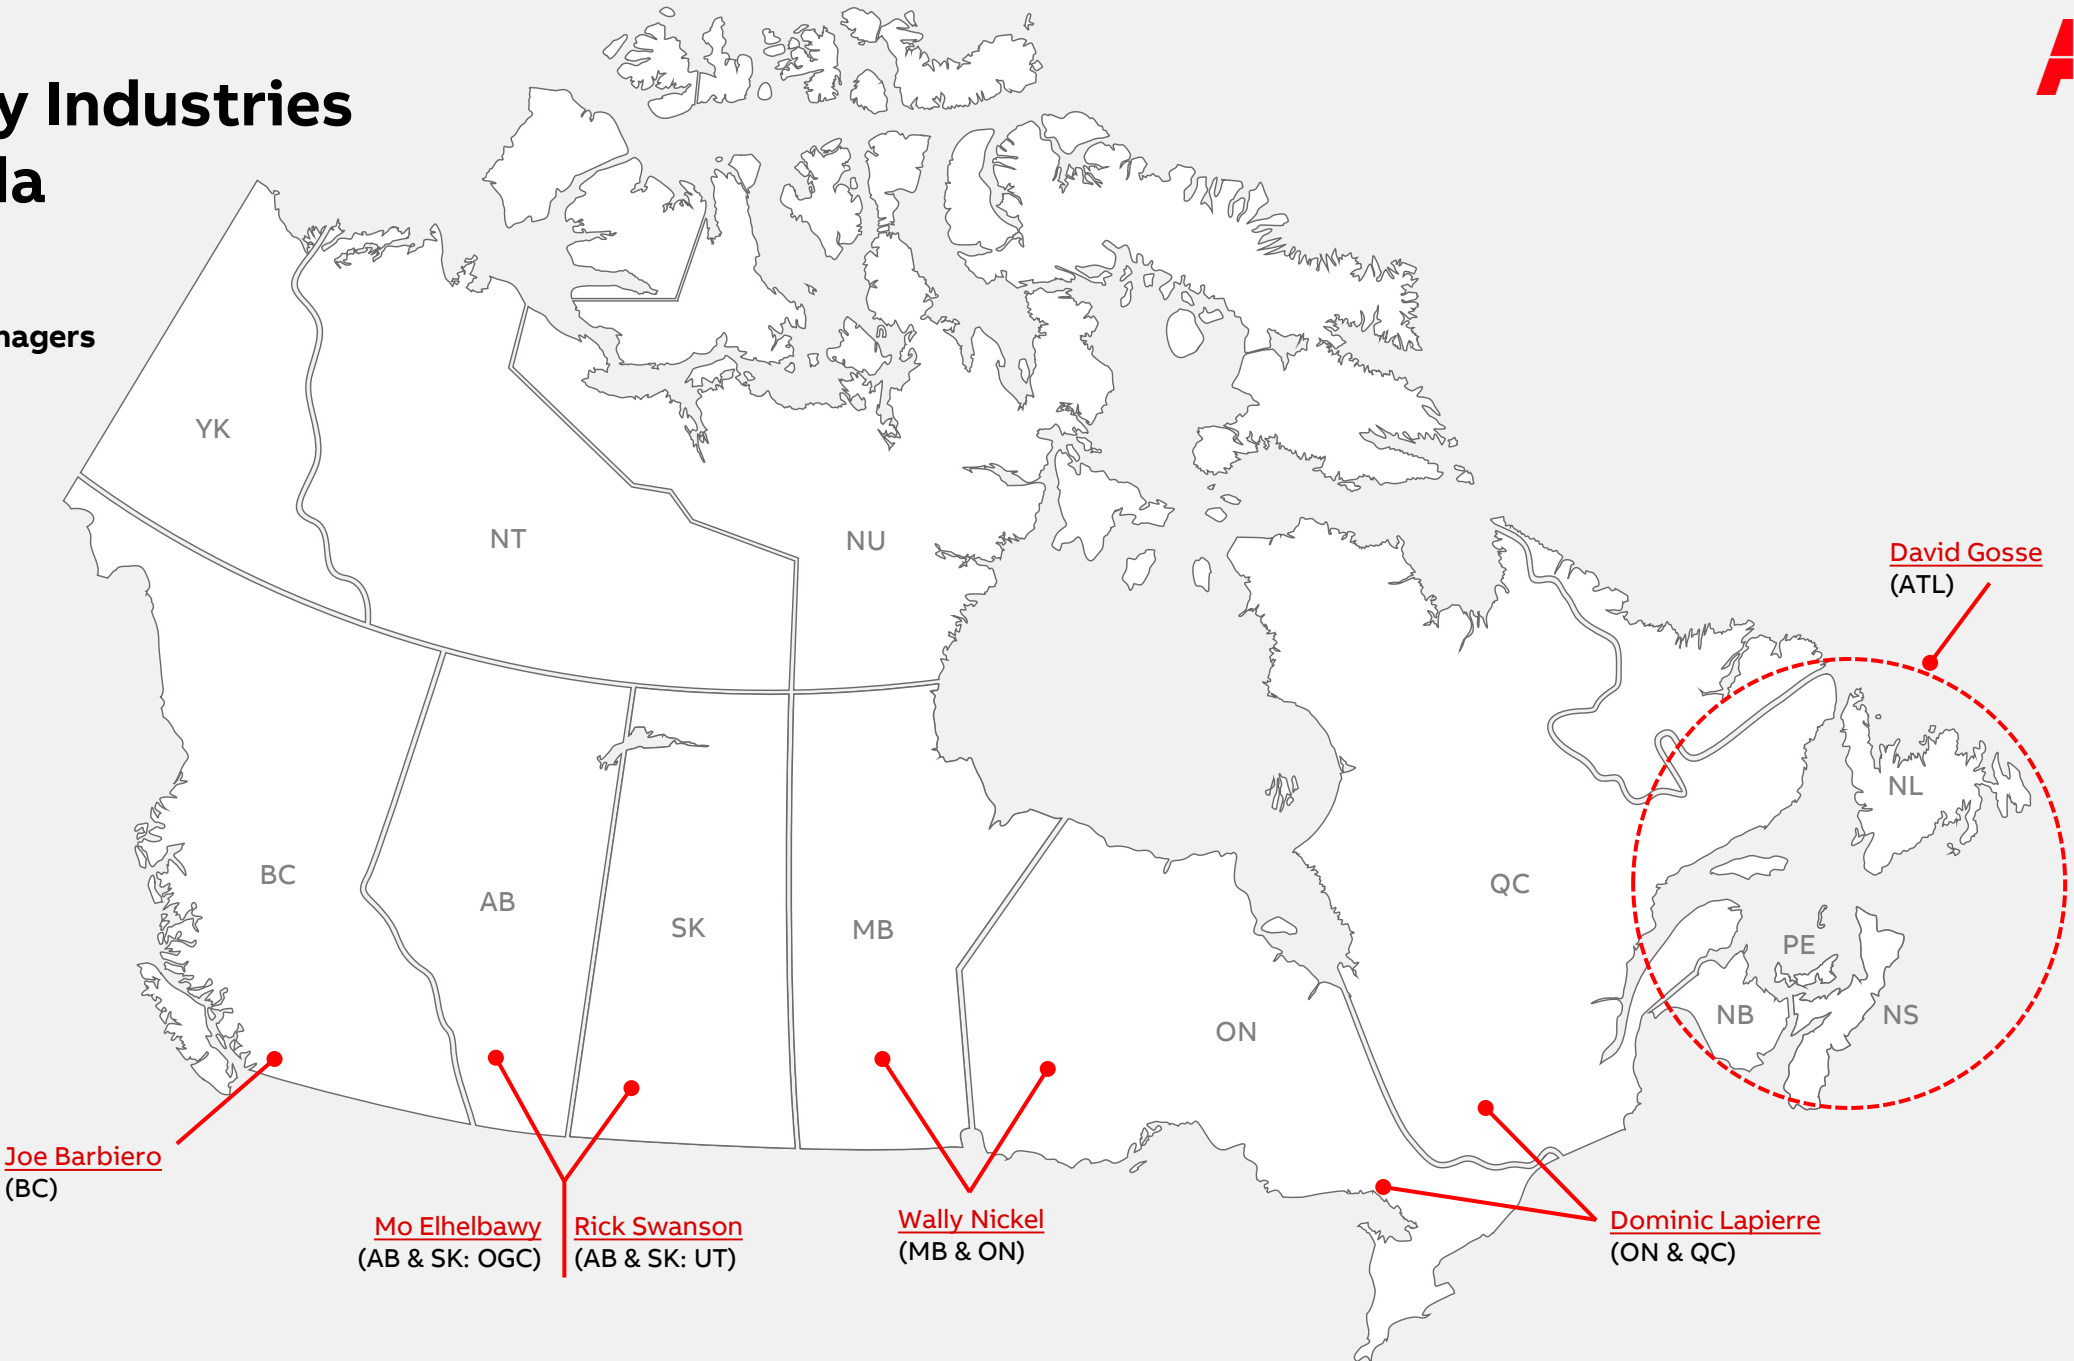 y Industries
da
nagers
YK
NT
NU
David Gosse
(ATL)
NL
BC
AB
SK
MB
QC
PE
NB
NS
ON
Joe Barbiero
(BC)
Mo Elhelbawy
(AB & SK: OGC)
Rick Swanson
(AB & SK: UT)
Wally Nickel
(MB & ON)
Dominic Lapierre
(ON & QC)